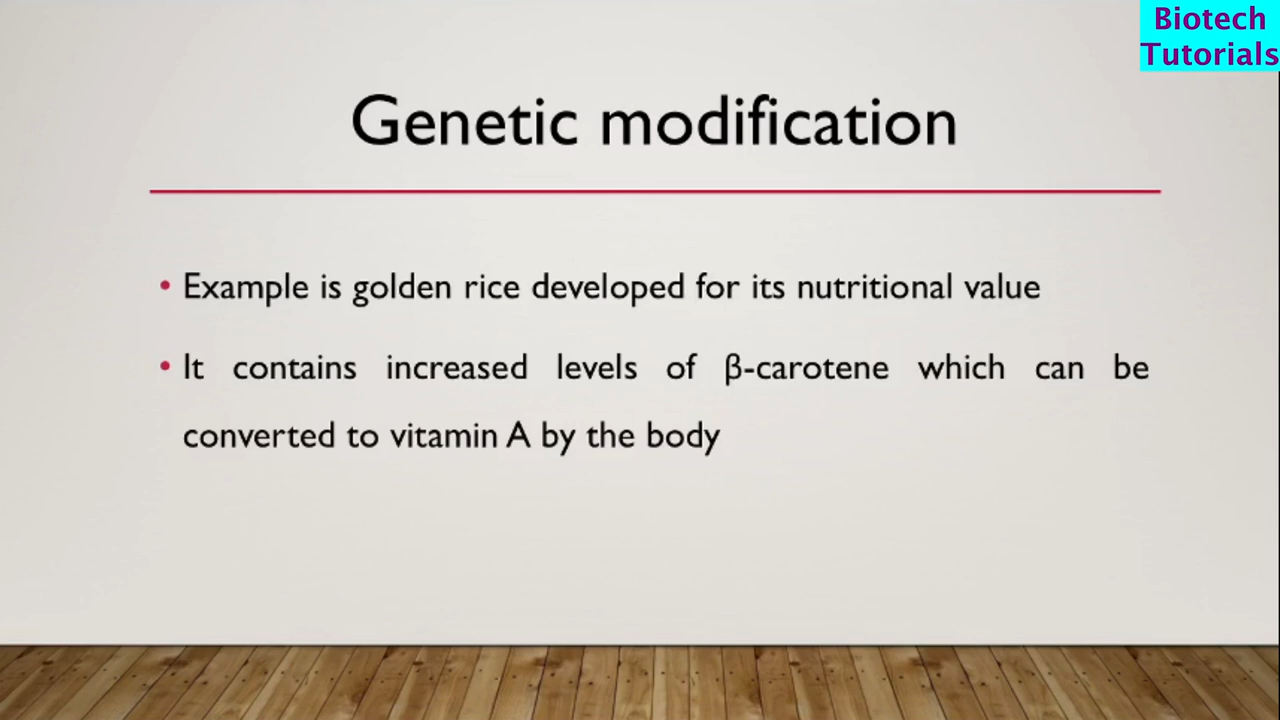 Biotech
Tutorials
Genetic modification
• Example is golden rice developed for its nutritional value
• It contains increased levels of β-carotene which can be
converted to vitamin A by the body